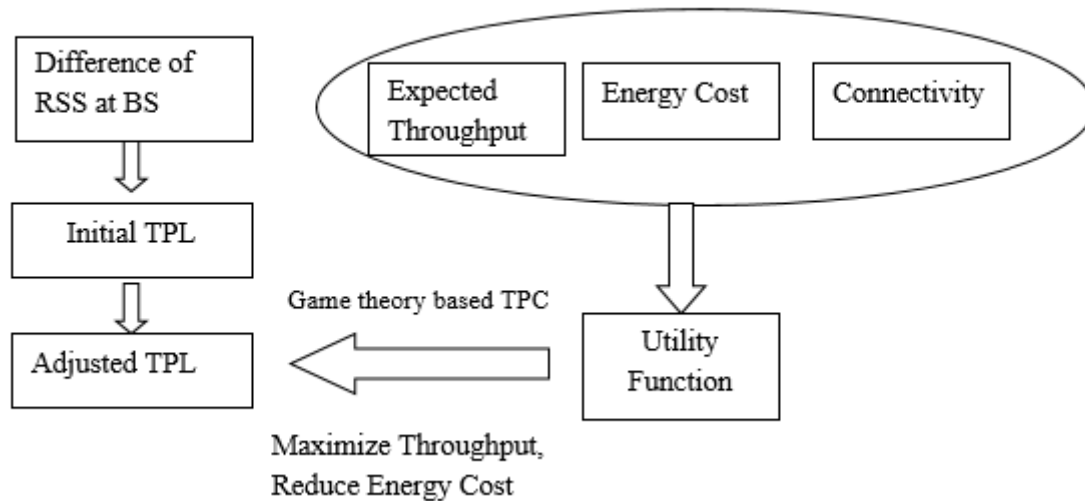 Difference of
RSS at BS
Initial TPL
Adjusted TPL
Expected
Throughput
Energy Cost
Connectivity
Game theory based TPC
Utility
Function
Maximize Throughput,
Reduce Energy Cost